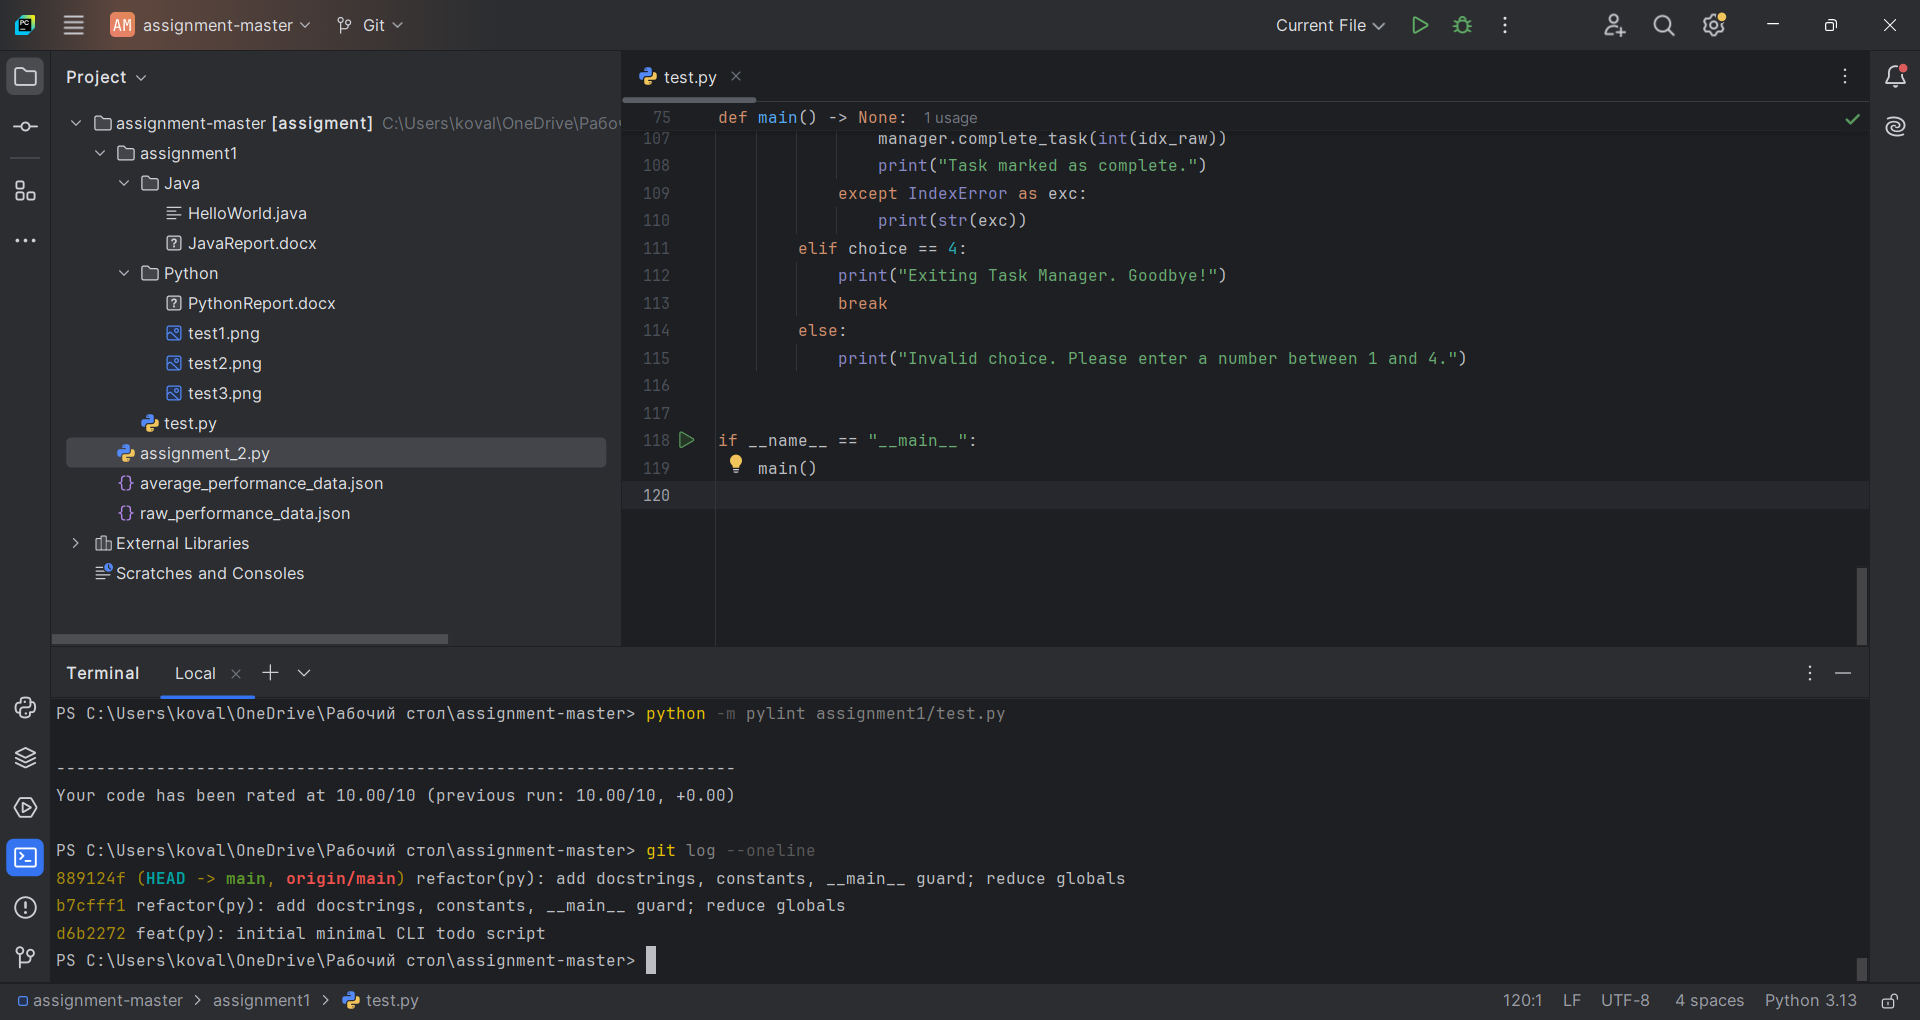 AM assignment-master Git Current File
Project
assignment-master [assigment] C:\Users\koval\OneDrive\Рабо
assignment1
Java
HelloWorld.java
JavaReport.docx
Python
PythonReport.docx
test1.png
test2.png
test3.png
test.py
assignment_2.py
average_performance_data.json
raw_performance_data.json
External Libraries
Scratches and Consoles
test.py
75 def main() -> None: 1 usage
107 manager.complete_task(int(idx_raw))
108 print("Task marked as complete.")
109 except IndexError as exc:
110 print(str(exc))
111 elif choice == 4:
112 print("Exiting Task Manager. Goodbye!")
113 break
114 else:
115 print("Invalid choice. Please enter a number between 1 and 4.")
116
117
118 if __name__ == "__main__":
119 main()
120
Terminal Local
PS C:\Users\koval\OneDrive\Рабочий стол\assignment-master> python -m pylint assignment1/test.py
--------------------------------------------------------------------
Your code has been rated at 10.00/10 (previous run: 10.00/10, +0.00)
PS C:\Users\koval\OneDrive\Рабочий стол\assignment-master> git log --oneline
889124f (HEAD -> main, origin/main) refactor(py): add docstrings, constants, __main__ guard; reduce globals
b7cfff1 refactor(py): add docstrings, constants, __main__ guard; reduce globals
d6b2272 feat(py): initial minimal CLI todo script
PS C:\Users\koval\OneDrive\Рабочий стол\assignment-master>
assignment-master > assignment1 > test.py 120:1 LF UTF-8 4 spaces Python 3.13